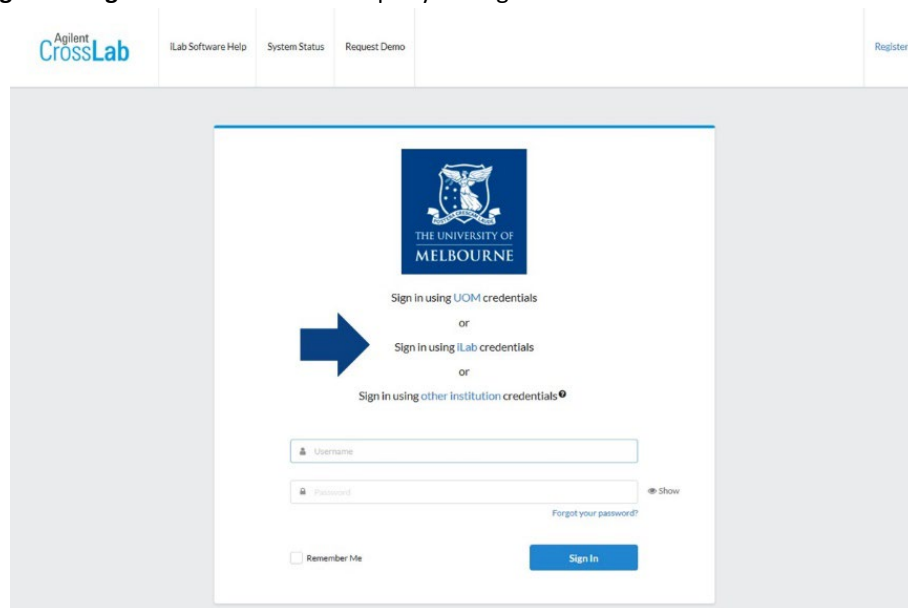 Agilent
CrossLab
iLab Software Help
System Status
Request Demo
Register
THE UNIVERSITY OF
MELBOURNE
Sign in using UOM credentials
or
Sign in using iLab credentials
or
Sign in using other institution credentials
Username
Password
Show
Forgot your password?
Remember Me
Sign In